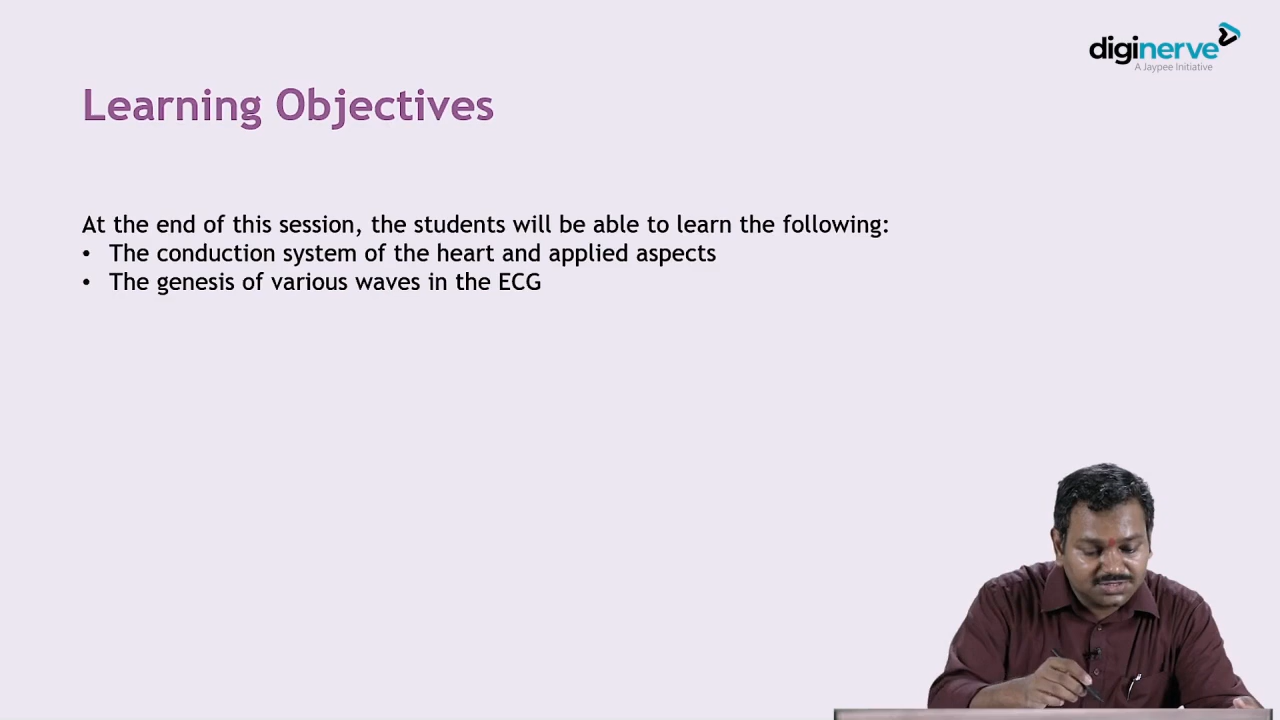 diginerve
A Jaypee Initiative
Learning Objectives
At the end of this session, the students will be able to learn the following:
• The conduction system of the heart and applied aspects
• The genesis of various waves in the ECG